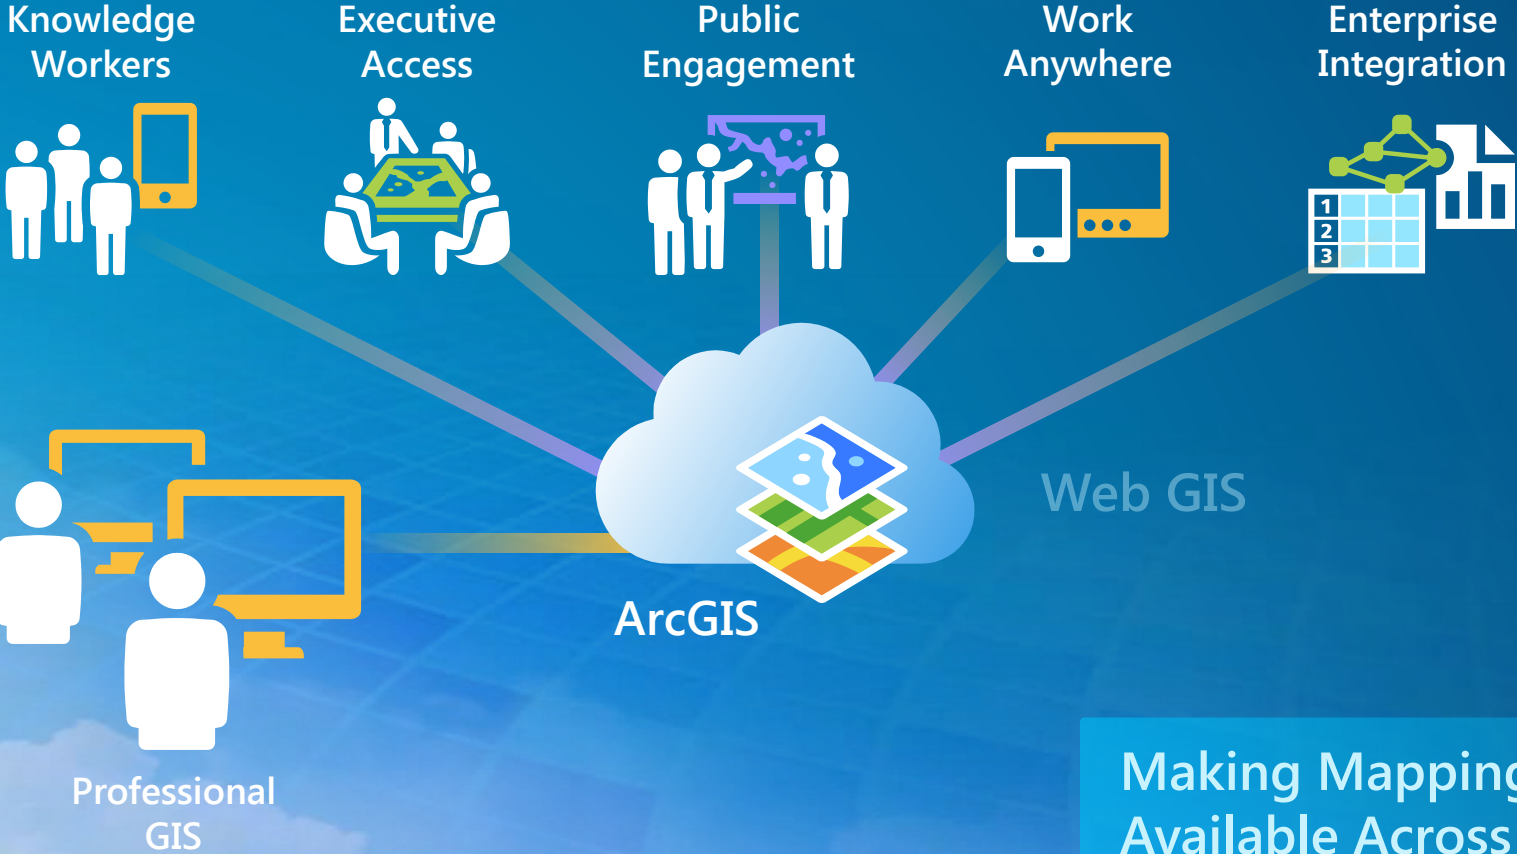 Knowledge
Workers
Executive
Access
Public
Engagement
Work
Anywhere
Enterprise
Integration
1
2
3
Web GIS
ArcGIS
Professional
GIS
Making Mapping
Available Across